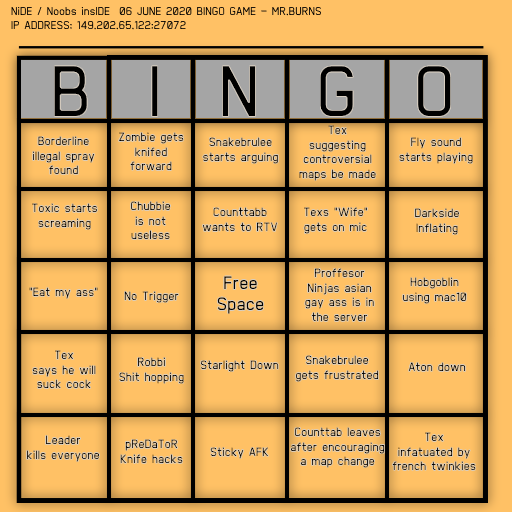 NiDE / Noobs insIDE  06 JUNE 2020 BINGO GAME - MR.BURNS
IP ADDRESS: 149.202.65.122:27072
B I N G O
Borderline
illegal spray
found
Zombie gets
knifed
forward
Snakebrulee
starts arguing
Tex
suggesting
controversial
maps be made
Fly sound
starts playing
Toxic starts
screaming
Chubbie
is not
useless
Counttabb
wants to RTV
Texs "Wife"
gets on mic
Darkside
Inflating
"Eat my ass"
No Trigger
Free
Space
Proffesor
Ninjas asian
gay ass is in
the server
Hobgoblin
using mac10
Tex
says he will
suck cock
Robbi
Shit hopping
Starlight Down
Snakebrulee
gets frustrated
Aton down
Leader
kills everyone
pReDaToR
Knife hacks
Sticky AFK
Counttab leaves
after encouraging
a map change
Tex
infatuated by
french twinkies